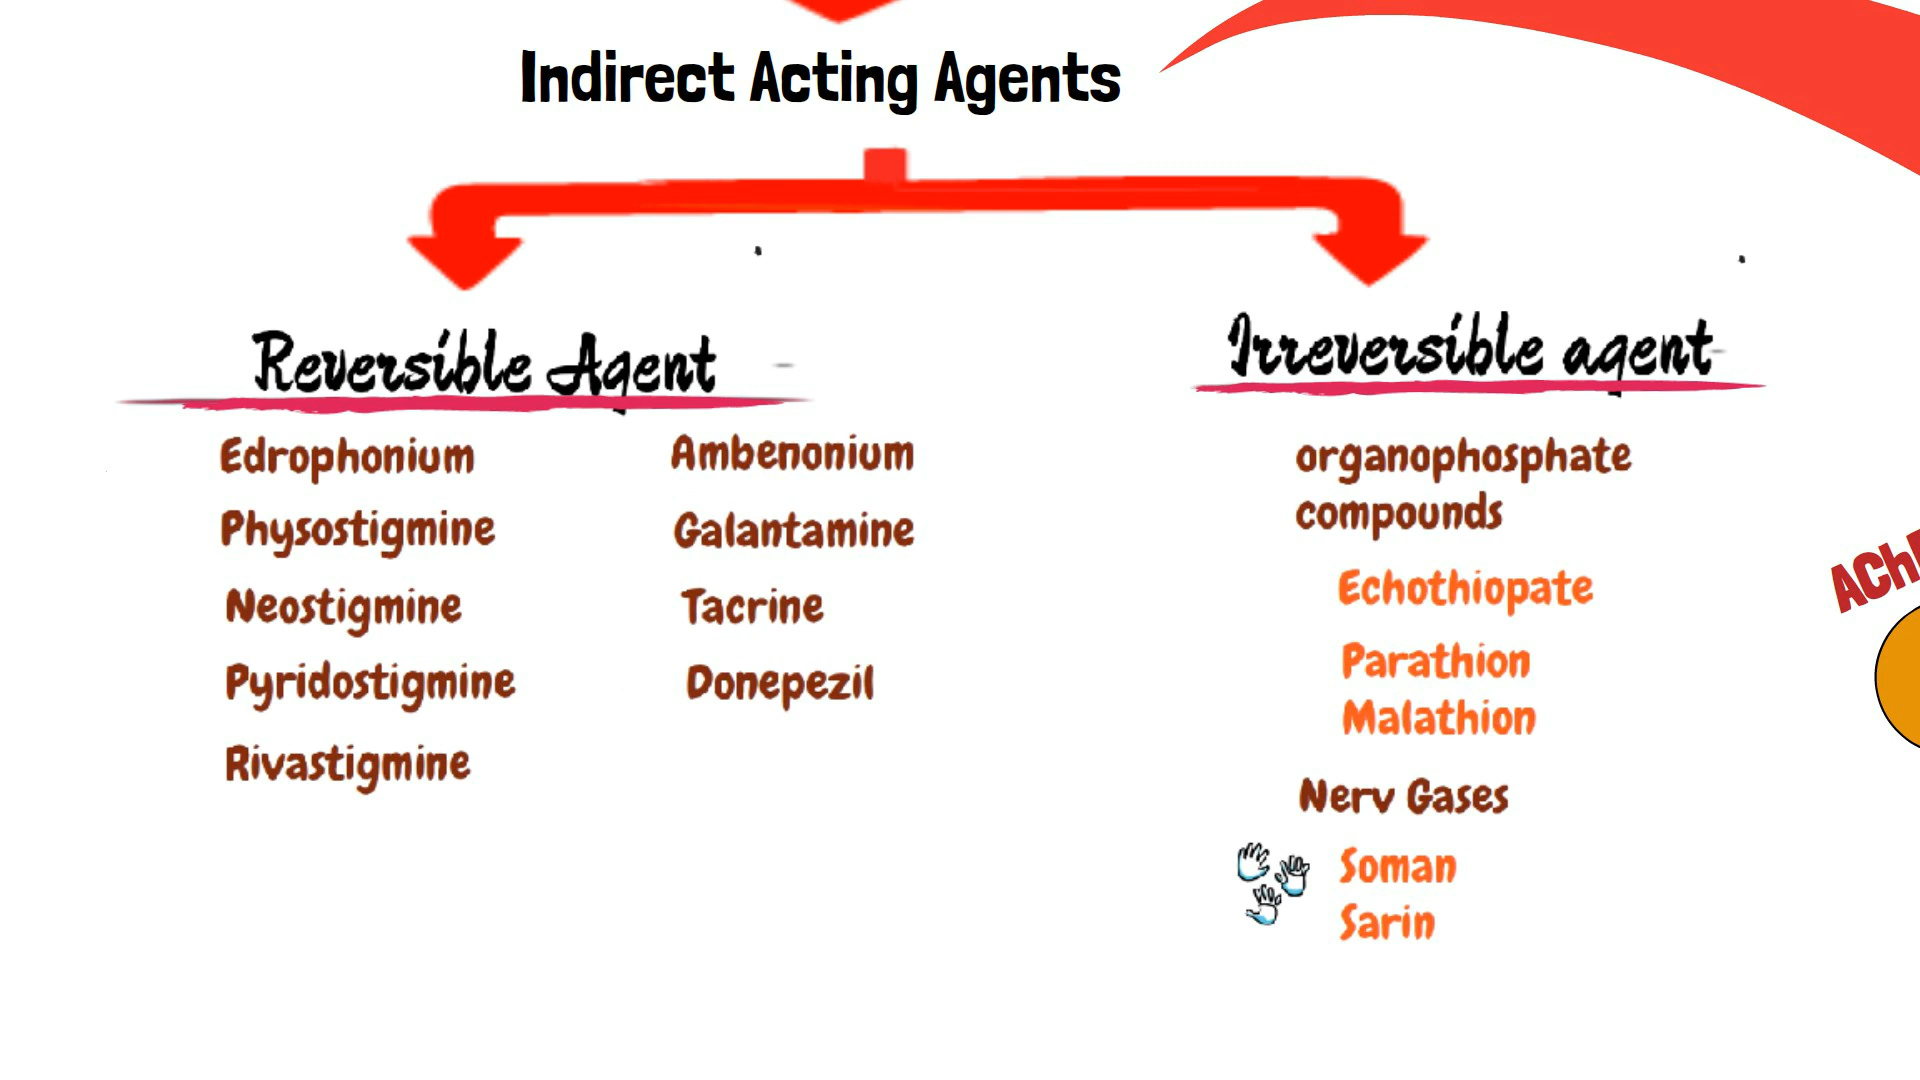 Indirect Acting Agents
Reversible Agent
Edrophonium
Physostigmine
Neostigmine
Pyridostigmine
Rivastigmine
Ambenonium
Galantamine
Tacrine
Donepezil
Irreversible agent
organophosphate
compounds
Echothiopate
Parathion
Malathion
Nerv Gases
Soman
Sarin